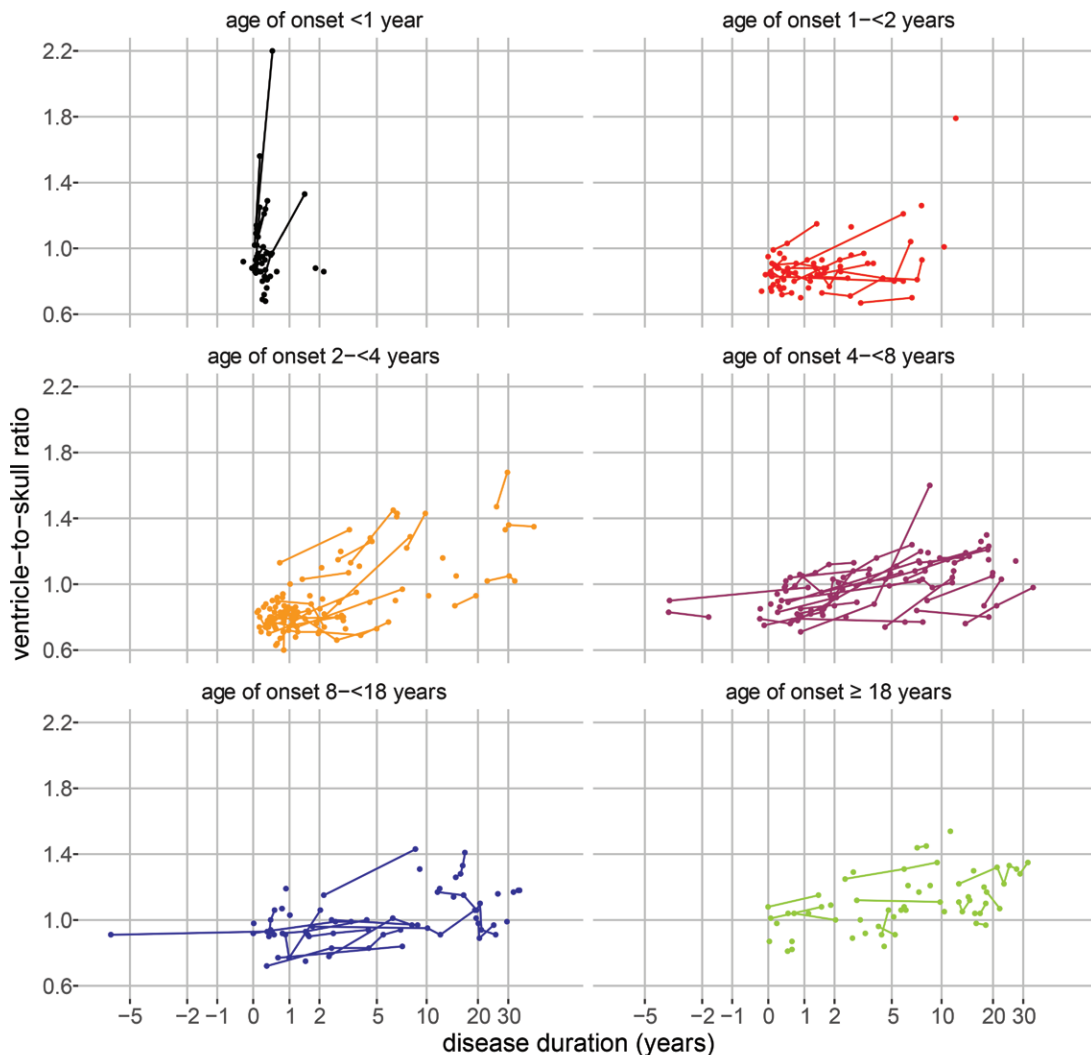 age of onset <1 year
age of onset 1−<2 years
2.2
1.8
1.4
1.0
0.6
age of onset 2−<4 years
age of onset 4−<8 years
2.2
1.8
1.4
1.0
0.6
ventricle−to−skull ratio
age of onset 8−<18 years
age of onset ≥ 18 years
2.2
1.8
1.4
1.0
0.6
−5 −2 −1 0 1 2 5 10 20 30
−5 −2 −1 0 1 2 5 10 20 30
disease duration (years)